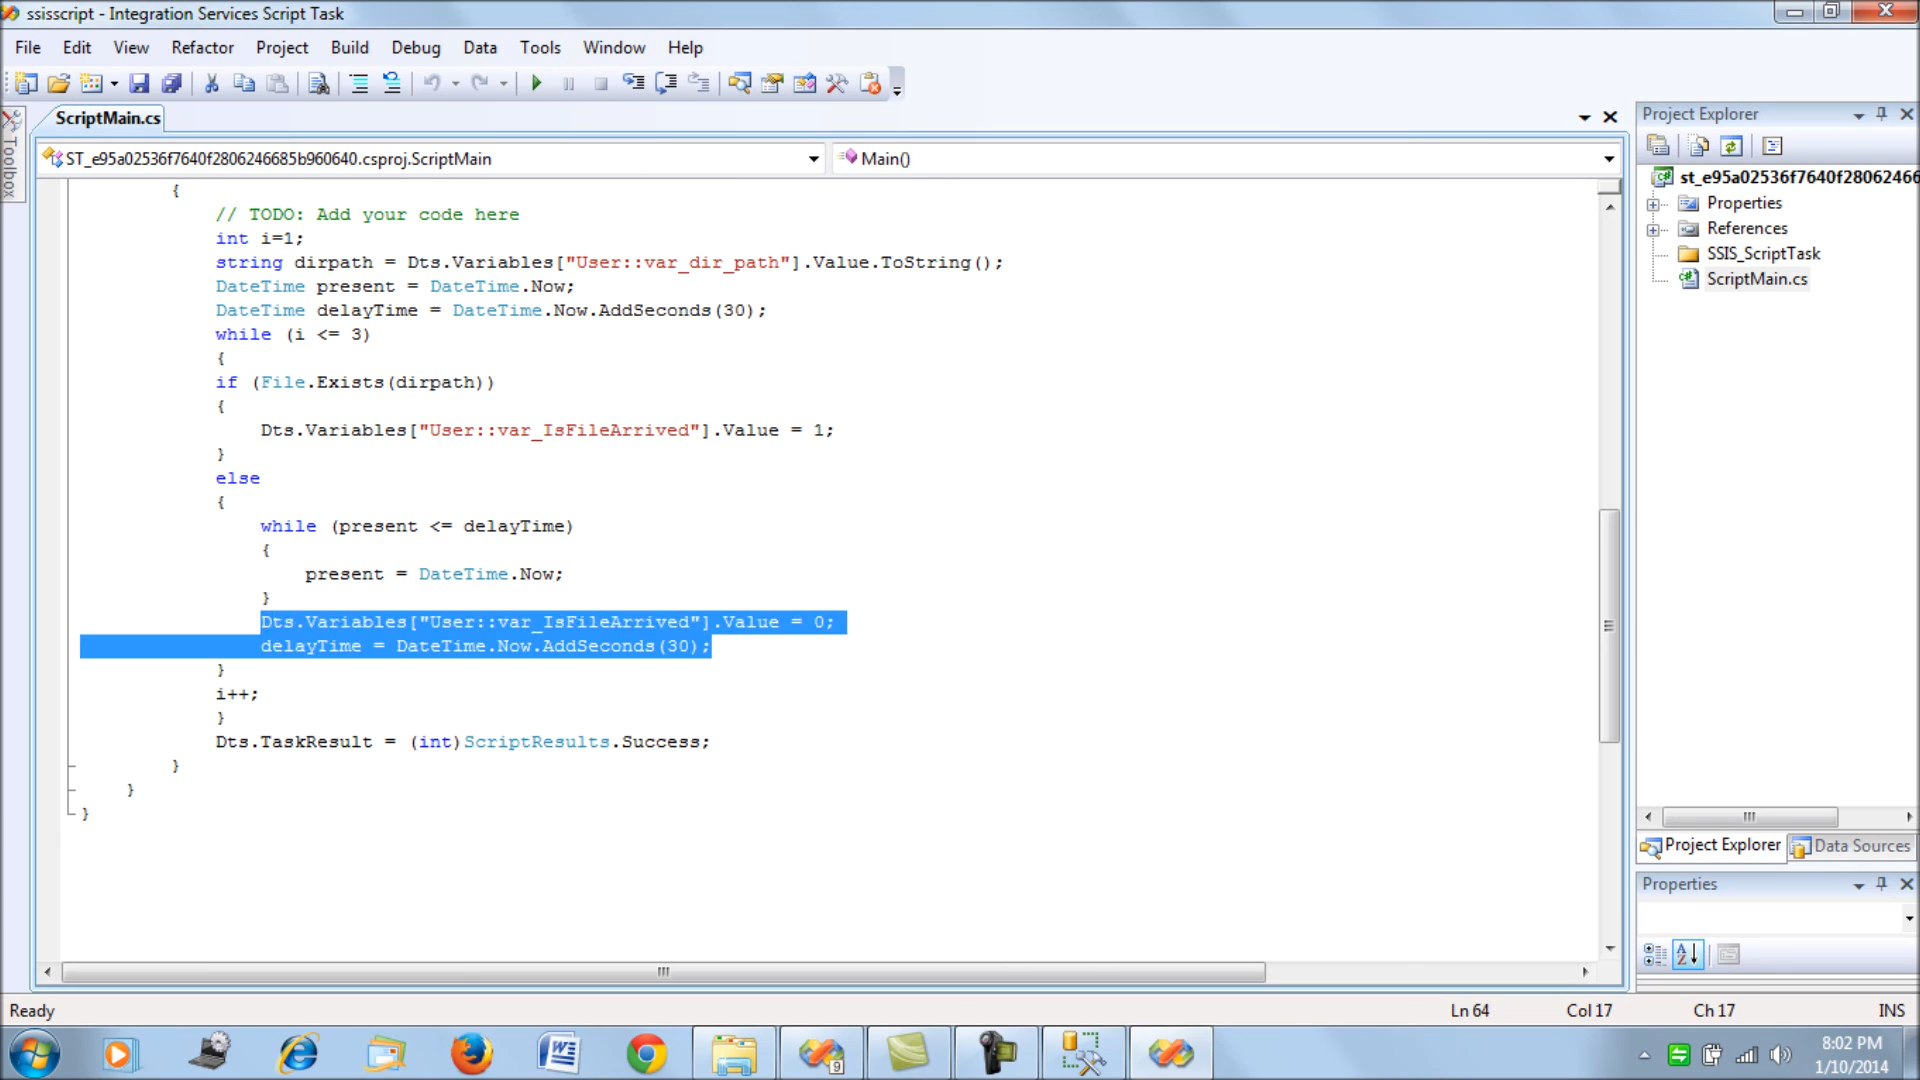 ssisscript - Integration Services Script Task
File Edit View Refactor Project Build Debug Data Tools Window Help
Toolbox
ScriptMain.cs
ST_e95a02536f7640f2806246685b960640.csproj.ScriptMain
Main()
{
// TODO: Add your code here
int i=1;
string dirpath = Dts.Variables["User::var_dir_path"].Value.ToString();
DateTime present = DateTime.Now;
DateTime delayTime = DateTime.Now.AddSeconds(30);
while (i <= 3)
{
if (File.Exists(dirpath))
{
Dts.Variables["User::var_IsFileArrived"].Value = 1;
}
else
{
while (present <= delayTime)
{
present = DateTime.Now;
}
Dts.Variables["User::var_IsFileArrived"].Value = 0;
delayTime = DateTime.Now.AddSeconds(30);
}
i++;
}
Dts.TaskResult = (int)ScriptResults.Success;
}
}
}
Project Explorer
st_e95a02536f7640f28062466
Properties
References
SSIS_ScriptTask
ScriptMain.cs
Project Explorer
Data Sources
Properties
Ready
Ln 64
Col 17
Ch 17
INS
9
8:02 PM
1/10/2014